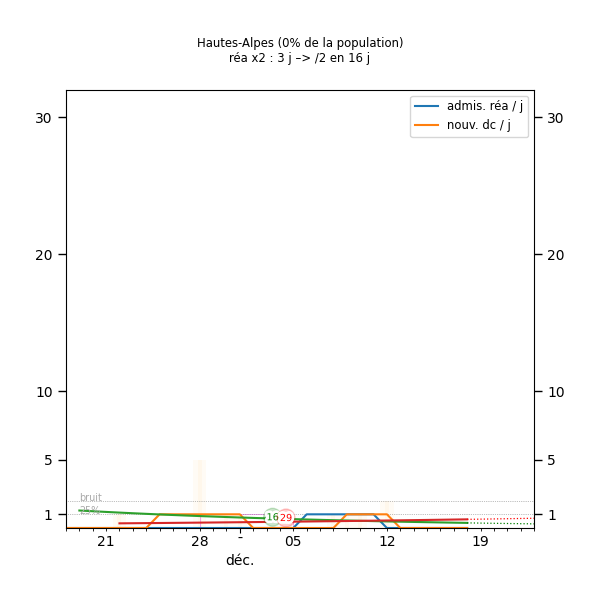 Hautes-Alpes (0% de la population)
réa x2 : 3 j –> /2 en 16 j
admis. réa / j
nouv. dc / j
30 30
20 20
10 10
5 5
bruit
25%
16 29
1 1
21 28 - 05 12 19
déc.